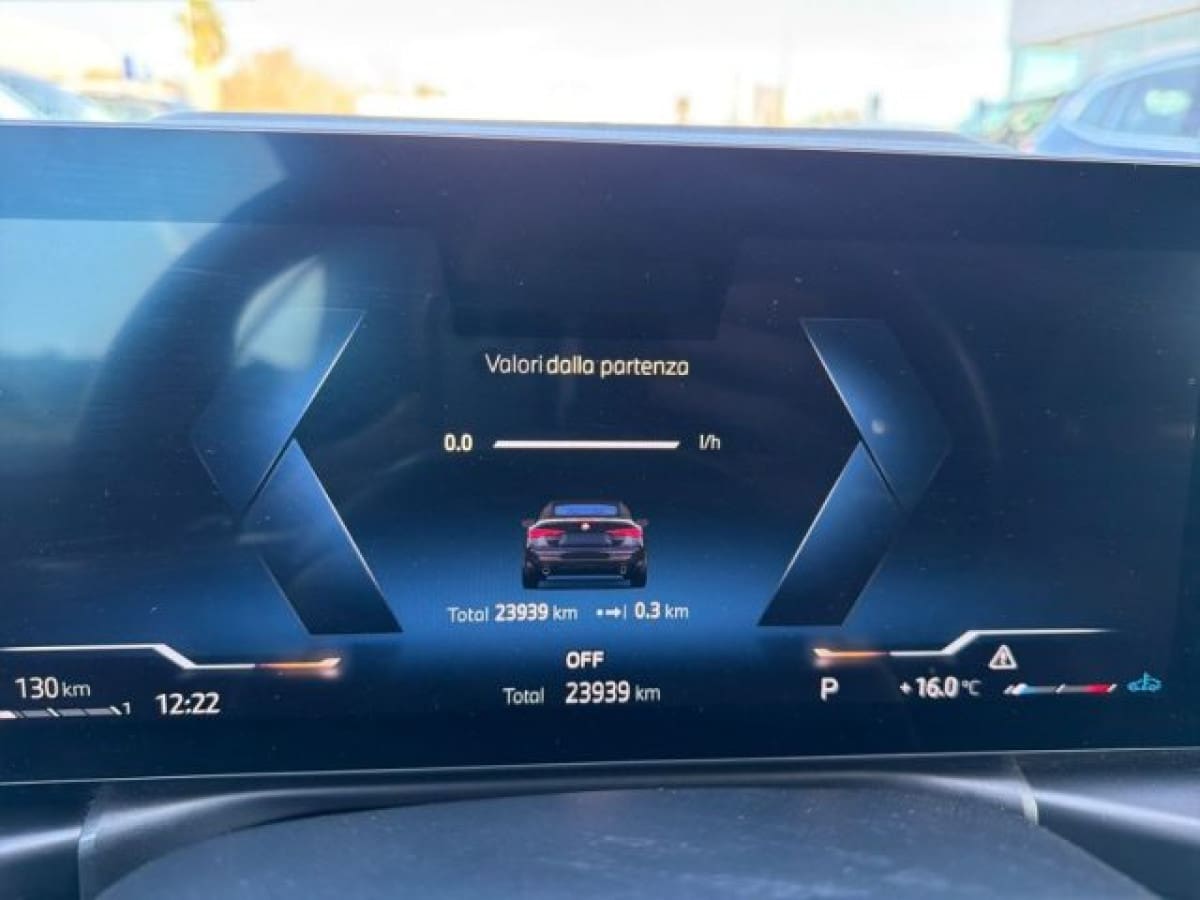 Valori dalla partenza
0.0 l/h
Total 23939 km 0.3 km
OFF
130 km 12:22 Total 23939 km P +16.0 °C
1